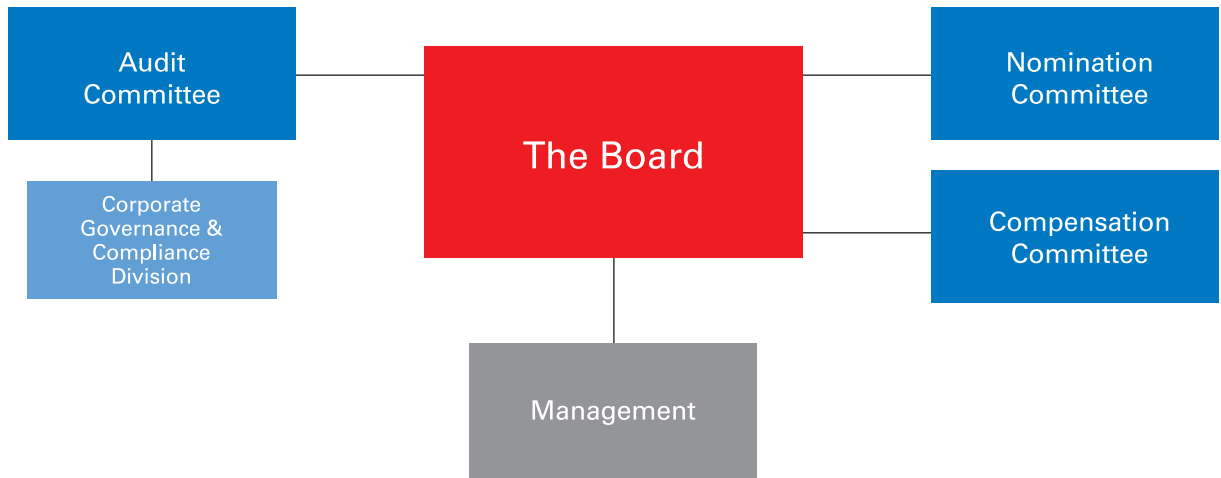 Audit
Committee
The Board
Nomination
Committee
Corporate
Governance &
Compliance
Division
Compensation
Committee
Management